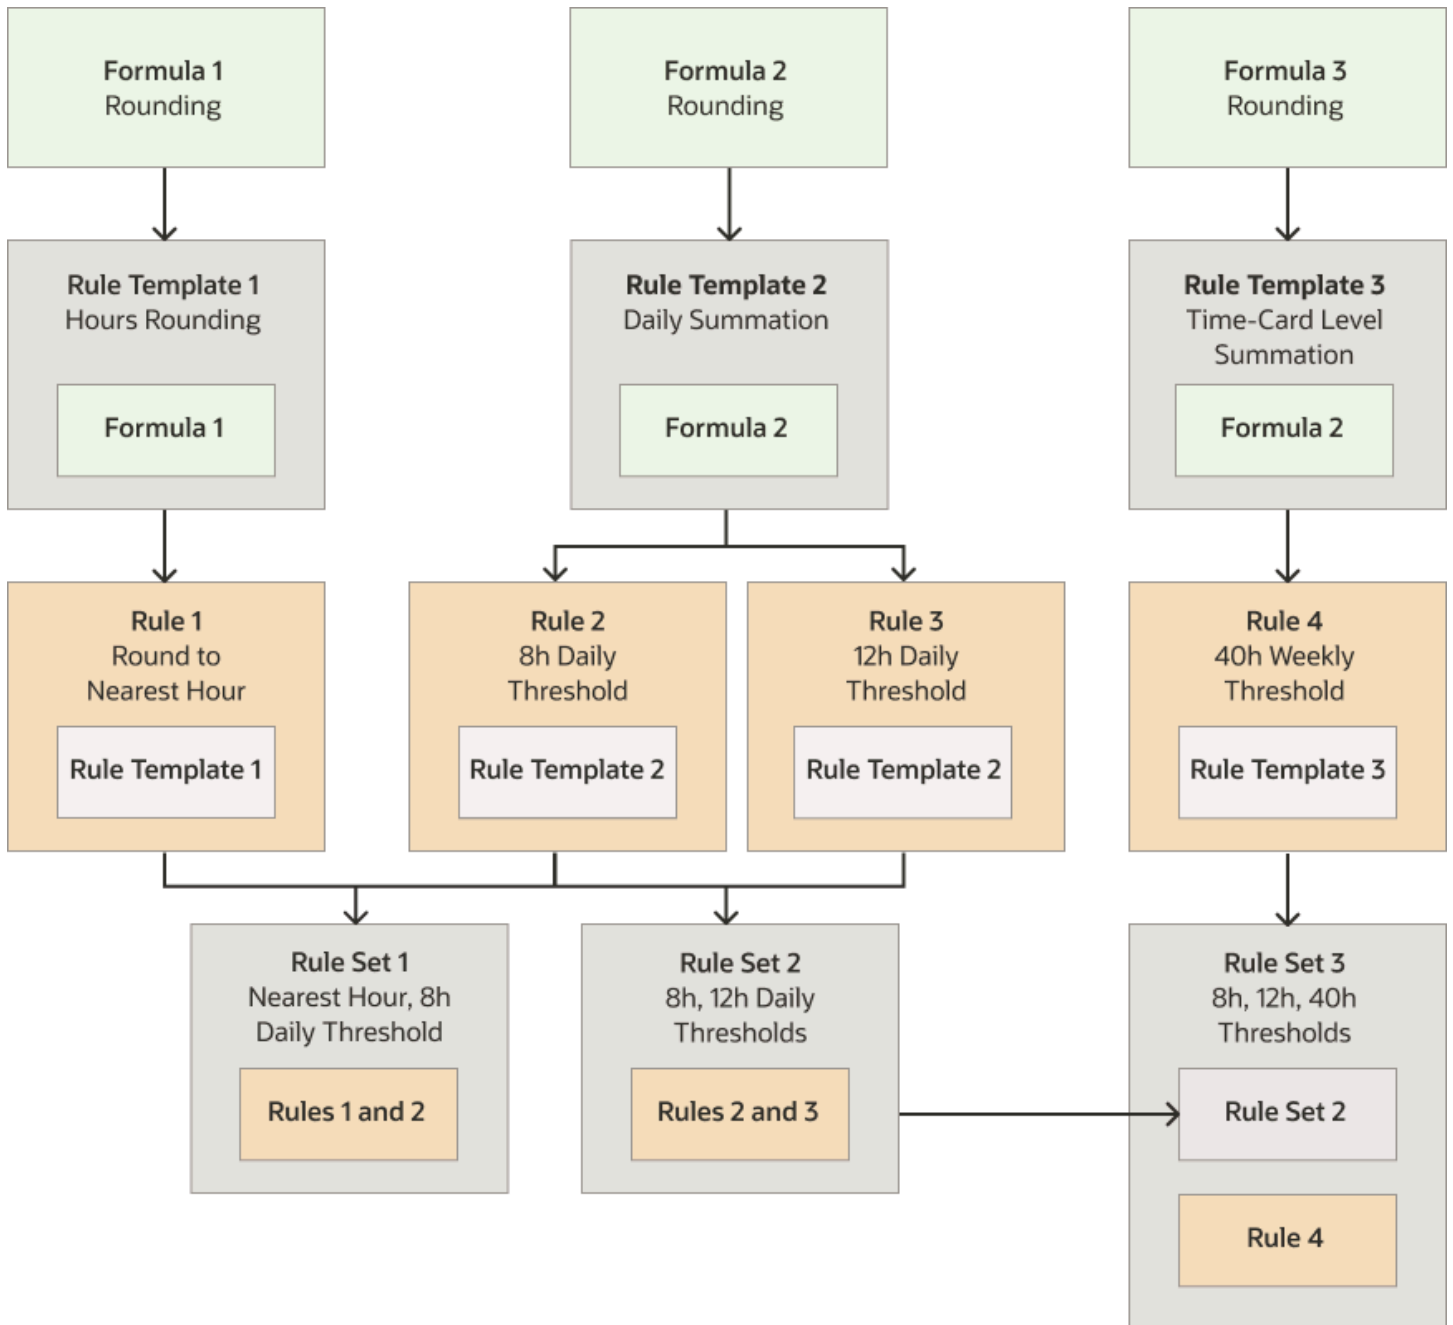 Formula 1
Rounding
Formula 2
Rounding
Formula 3
Rounding
Rule Template 1
Hours Rounding
Formula 1
Rule Template 2
Daily Summation
Formula 2
Rule Template 3
Time-Card Level
Summation
Formula 2
Rule 1
Round to
Nearest Hour
Rule Template 1
Rule 2
8h Daily
Threshold
Rule Template 2
Rule 3
12h Daily
Threshold
Rule Template 2
Rule 4
40h Weekly
Threshold
Rule Template 3
Rule Set 1
Nearest Hour, 8h
Daily Threshold
Rules 1 and 2
Rule Set 2
8h, 12h Daily
Thresholds
Rules 2 and 3
Rule Set 3
8h, 12h, 40h
Thresholds
Rule Set 2
Rule 4